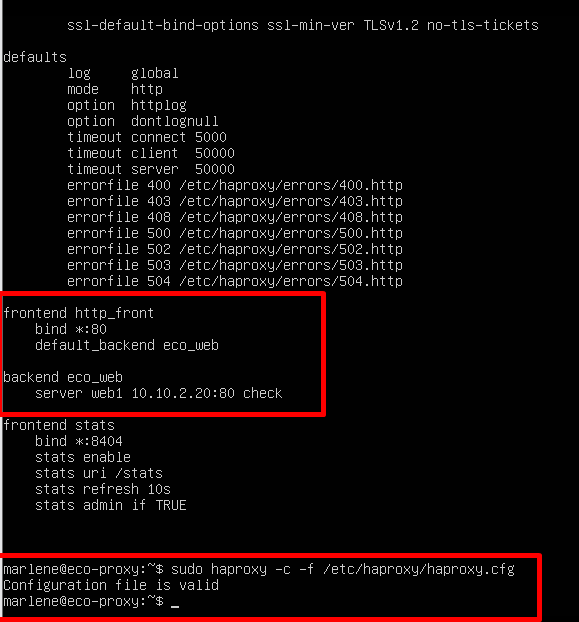 ssl-default-bind-options ssl-min-ver TLSv1.2 no-tls-tickets
defaults
log     global
mode    http
option  httplog
option  dontlognull
timeout connect 5000
timeout client  50000
timeout server  50000
errorfile 400 /etc/haproxy/errors/400.http
errorfile 403 /etc/haproxy/errors/403.http
errorfile 408 /etc/haproxy/errors/408.http
errorfile 500 /etc/haproxy/errors/500.http
errorfile 502 /etc/haproxy/errors/502.http
errorfile 503 /etc/haproxy/errors/503.http
errorfile 504 /etc/haproxy/errors/504.http
frontend http_front
bind *:80
default_backend eco_web
backend eco_web
server web1 10.10.2.20:80 check
frontend stats
bind *:8404
stats enable
stats uri /stats
stats refresh 10s
stats admin if TRUE
marlene@eco-proxy:~$ sudo haproxy -c -f /etc/haproxy/haproxy.cfg
Configuration file is valid
marlene@eco-proxy:~$ _